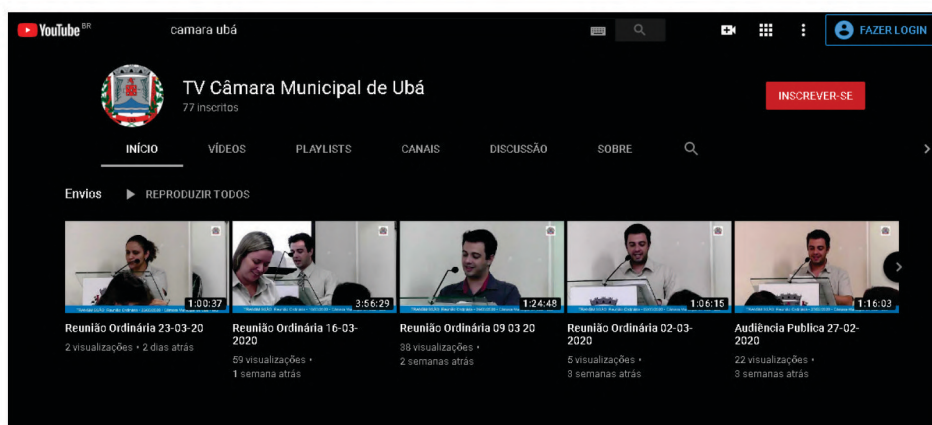 YouTube BR
camara ubá
FAZER LOGIN
TV Câmara Municipal de Ubá
77 inscritos
INSCREVER-SE
INÍCIO VÍDEOS PLAYLISTS CANAIS DISCUSSÃO SOBRE
Envios REPRODUZIR TODOS
1:00:37
3:56:29
1:24:48
1:06:15
1:16:03
Reunião Ordinária 23-03-20
2 visualizações • 2 dias atrás
Reunião Ordinária 16-03-
2020
59 visualizações •
1 semana atrás
Reunião Ordinária 09 03 20
38 visualizações •
2 semanas atrás
Reunião Ordinária 02-03-
2020
5 visualizações •
3 semanas atrás
Audiência Publica 27-02-
2020
22 visualizações •
3 semanas atrás